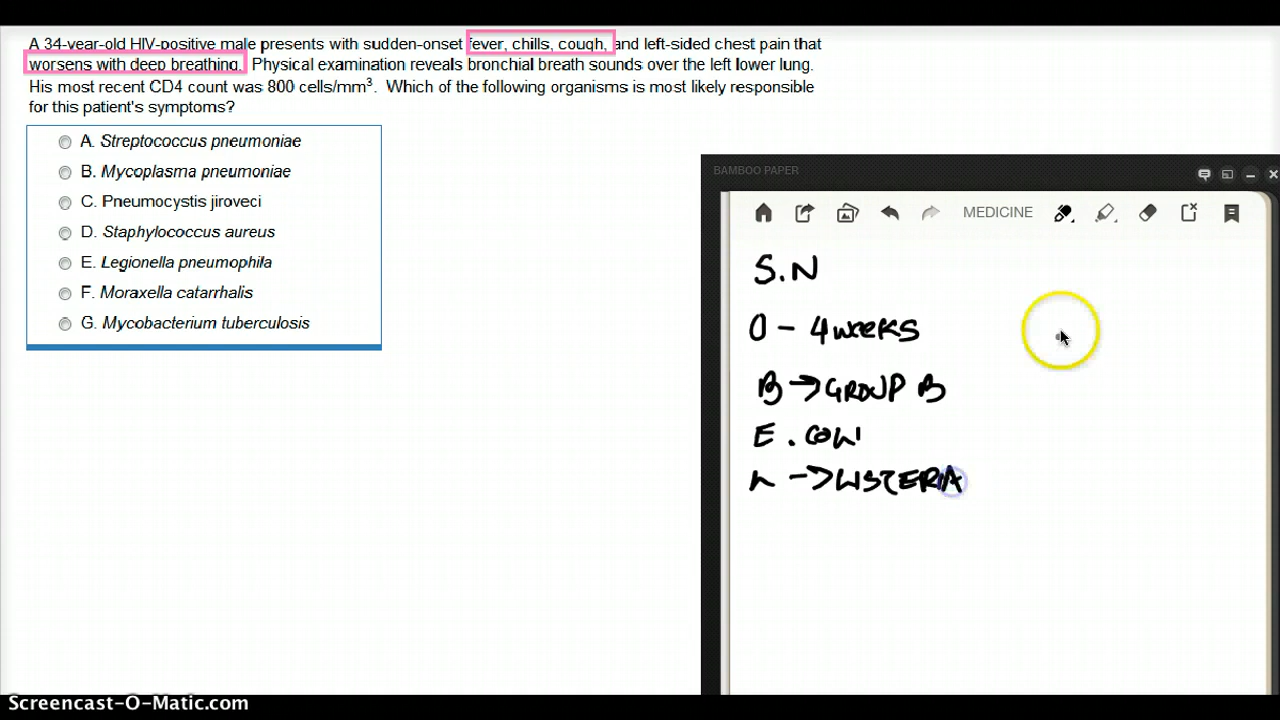 A 34-year-old HIV-positive male presents with sudden-onset fever, chills, cough, and left-sided chest pain that
worsens with deep breathing. Physical examination reveals bronchial breath sounds over the left lower lung.
His most recent CD4 count was 800 cells/mm³. Which of the following organisms is most likely responsible
for this patient's symptoms?
A. Streptococcus pneumoniae
B. Mycoplasma pneumoniae
C. Pneumocystis jiroveci
D. Staphylococcus aureus
E. Legionella pneumophila
F. Moraxella catarrhalis
G. Mycobacterium tuberculosis
BAMBOO PAPER
MEDICINE
S.N
0 - 4 weeks
B → GROUP B
E. COLI
L → LISTERIA
Screencast-O-Matic.com